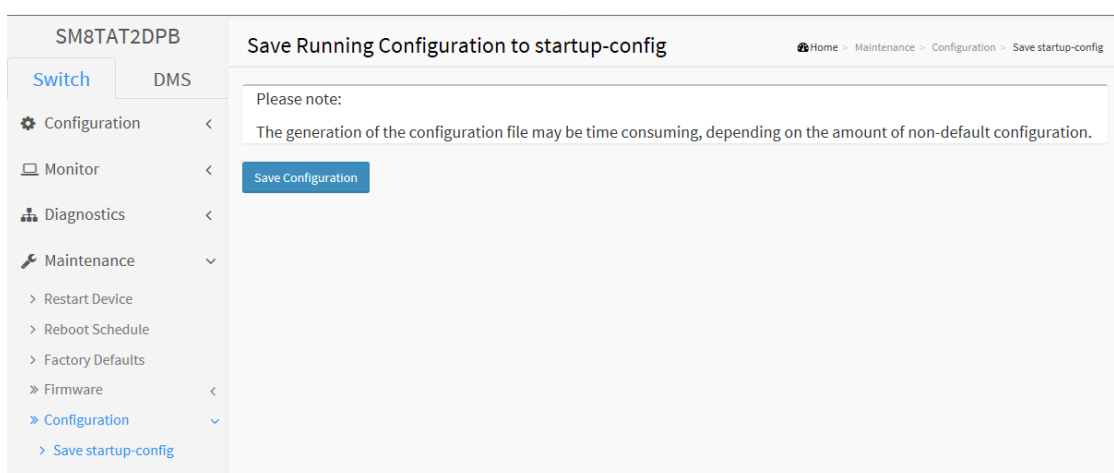 SM8TAT2DPB
Switch DMS
Configuration
Monitor
Diagnostics
Maintenance
Restart Device
Reboot Schedule
Factory Defaults
Firmware
Configuration
Save startup-config
Save Running Configuration to startup-config
Home > Maintenance > Configuration > Save startup-config
Please note:
The generation of the configuration file may be time consuming, depending on the amount of non-default configuration.
Save Configuration